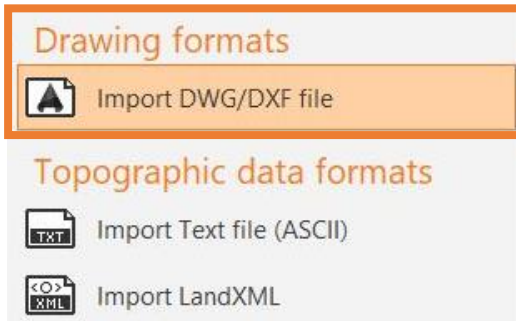 Drawing formats
Import DWG/DXF file
Topographic data formats
TXT
Import Text file (ASCII)
<O>
XML
Import LandXML